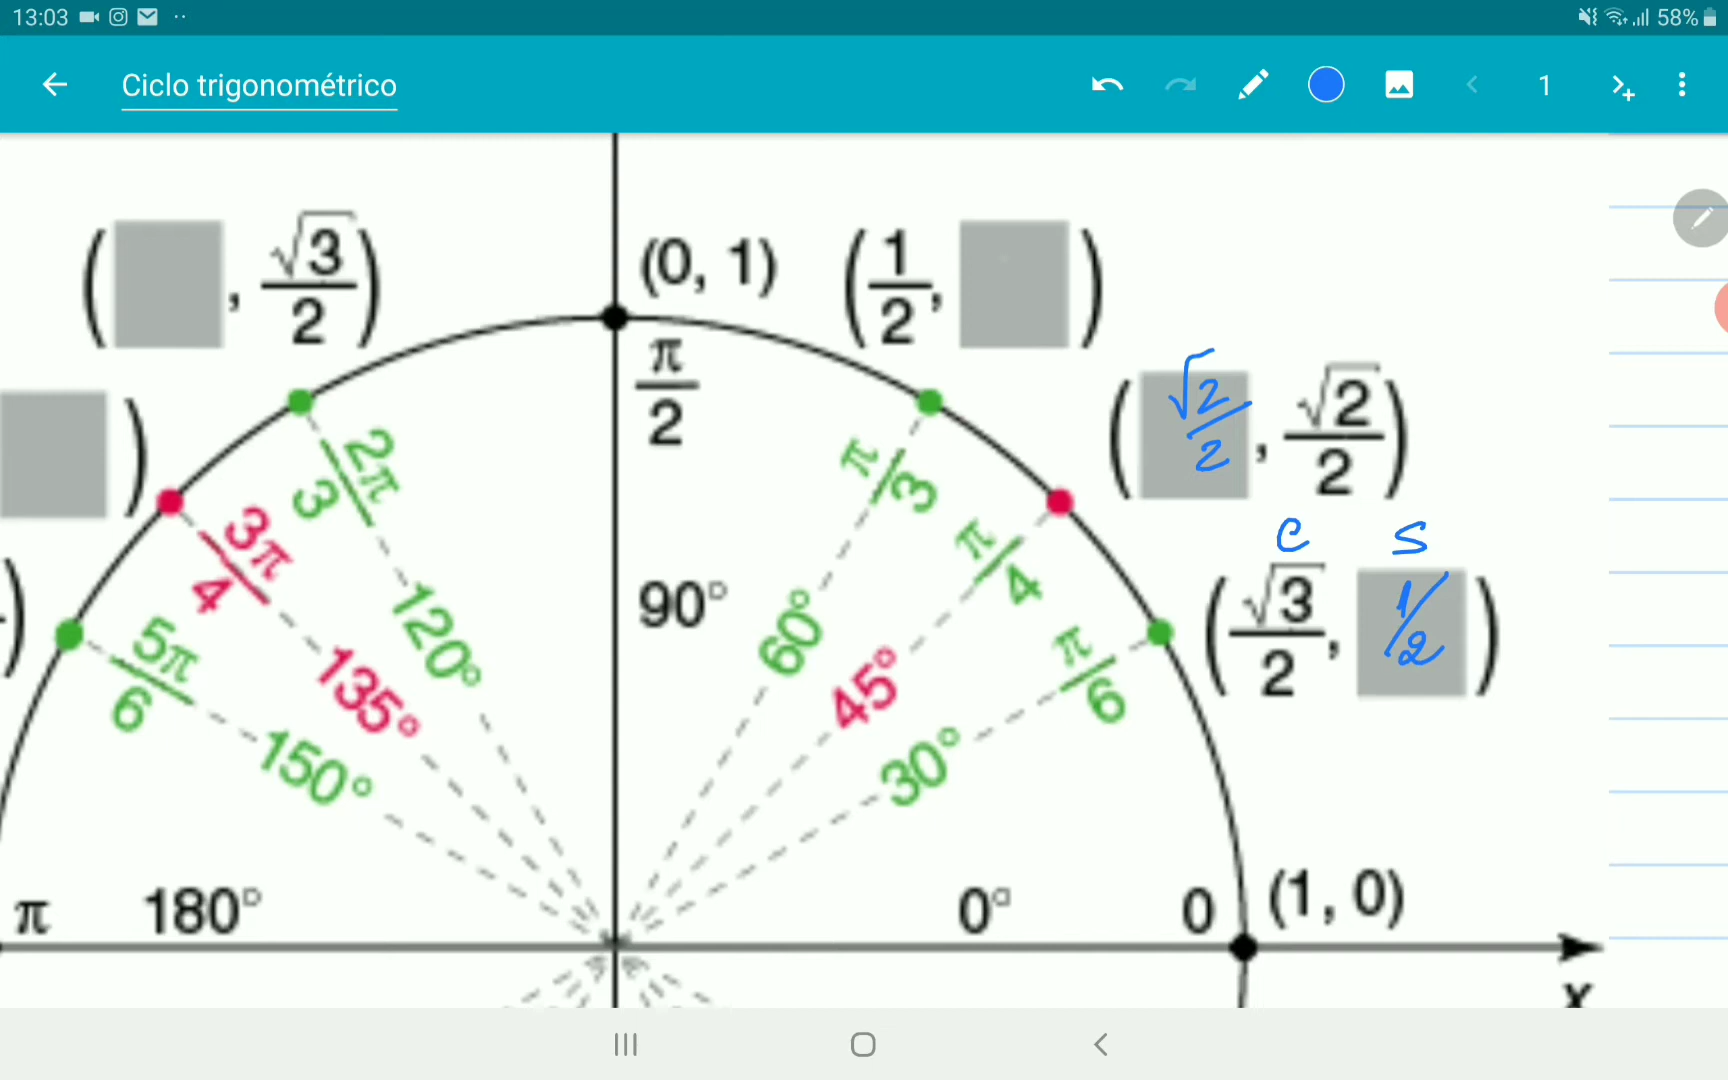 13:03 58%
Ciclo trigonométrico 1
( , √3/2) (0, 1) (1/2, )
π/2
(√2/2, √2/2)
)
2π/3 π/3
3π/4 π/4
C S
(√3/2, 1/2)
)
5π/6 π/6
120° 90° 60°
135° 45°
150° 30°
π 180° 0° 0 (1, 0)
x